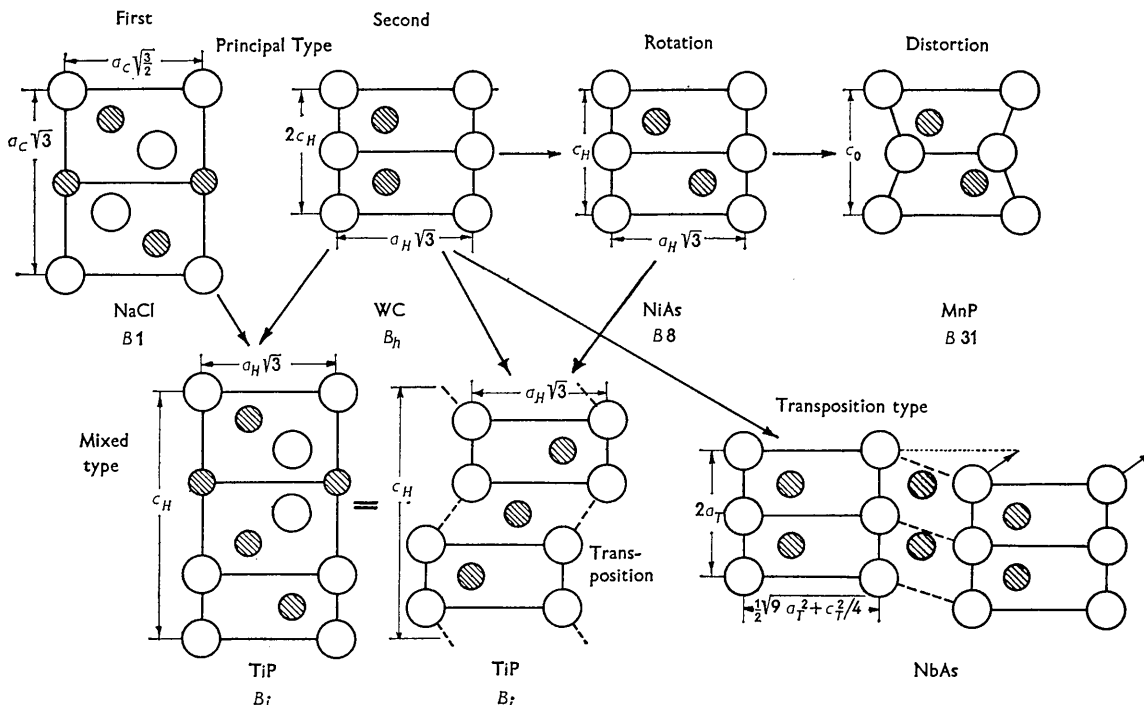 First
Principal Type
Second
Rotation
Distortion
a_C√3/2
a_C√3
2c_H
a_H√3
c_H
a_H√3
c_0
NaCl
B1
WC
B_h
NiAs
B8
MnP
B 31
Mixed
type
a_H√3
c_H
=
a_H√3
c_H
Trans-
position
Transposition type
2a_T
½√9 a_T²+c_T²/4
TiP
B_i
TiP
B_i
NbAs